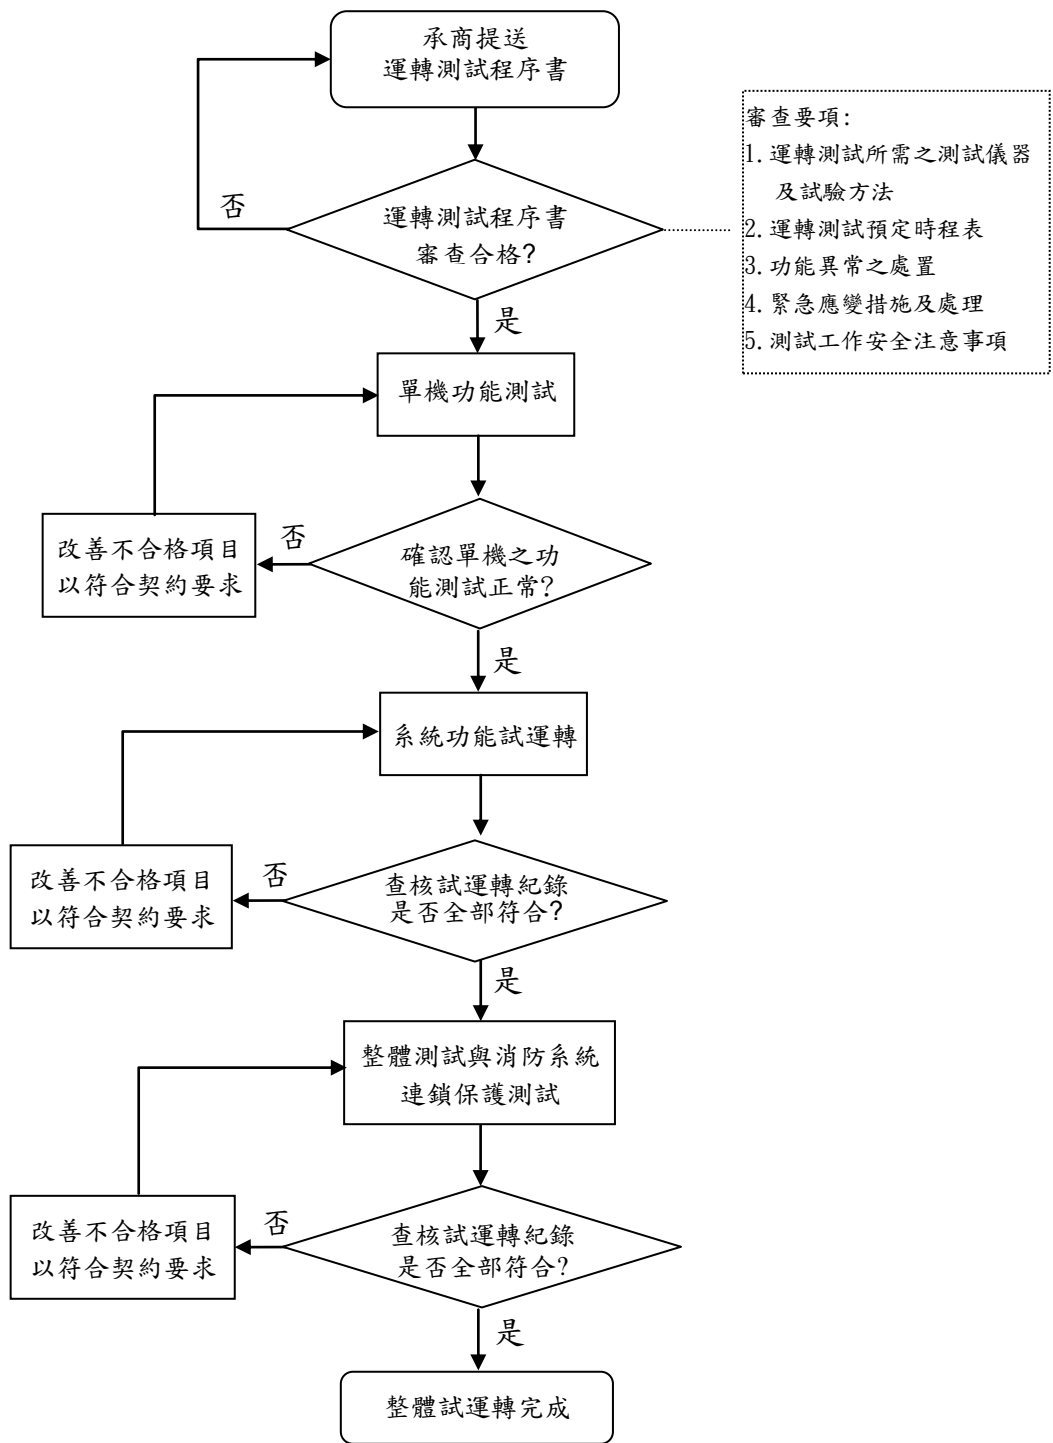 承商提送
運轉測試程序書
審查要項:
1.運轉測試所需之測試儀器
及試驗方法
2.運轉測試預定時程表
3.功能異常之處置
4.緊急應變措施及處理
5.測試工作安全注意事項
否
運轉測試程序書
審查合格?
是
單機功能測試
改善不合格項目
以符合契約要求
否
確認單機之功
能測試正常?
是
系統功能試運轉
改善不合格項目
以符合契約要求
否
查核試運轉紀錄
是否全部符合?
是
整體測試與消防系統
連鎖保護測試
改善不合格項目
以符合契約要求
否
查核試運轉紀錄
是否全部符合?
是
整體試運轉完成